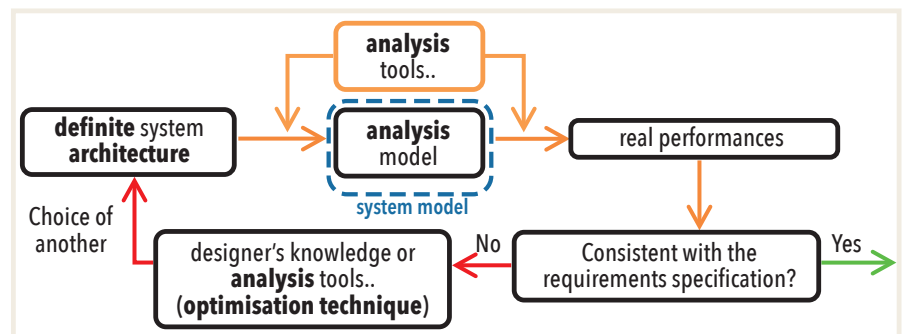 analysis
tools..
definite system
architecture
analysis
model
real performances
system model
Choice of
another
designer's knowledge or
analysis tools..
(optimisation technique)
No
Consistent with the
requirements specification?
Yes